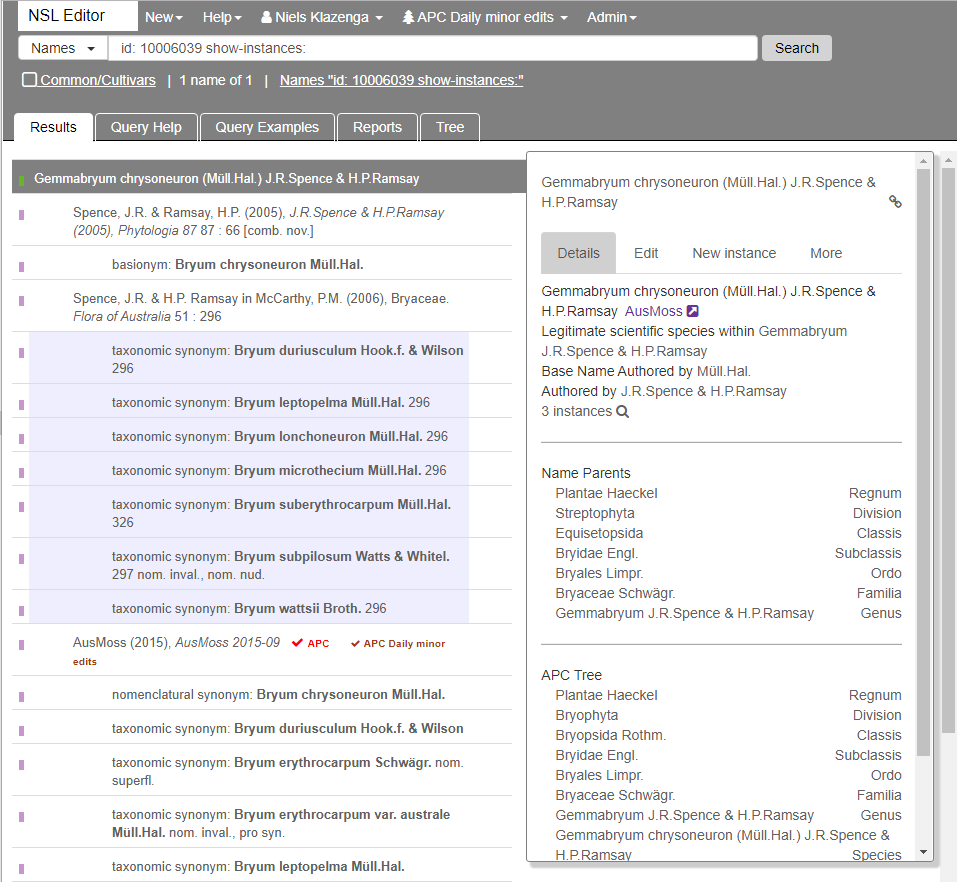 NSL Editor New Help Niels Klazenga APC Daily minor edits Admin
Names id: 10006039 show-instances: Search
Common/Cultivars | 1 name of 1 | Names "id: 10006039 show-instances:"
Results Query Help Query Examples Reports Tree
Gemmabryum chrysoneuron (Müll.Hal.) J.R.Spence & H.P.Ramsay
Spence, J.R. & Ramsay, H.P. (2005), J.R.Spence & H.P.Ramsay
(2005), Phytologia 87 87 : 66 [comb. nov.]
basionym: Bryum chrysoneuron Müll.Hal.
Spence, J.R. & H.P. Ramsay in McCarthy, P.M. (2006), Bryaceae.
Flora of Australia 51 : 296
taxonomic synonym: Bryum duriusculum Hook.f. & Wilson
296
taxonomic synonym: Bryum leptopelma Müll.Hal. 296
taxonomic synonym: Bryum lonchoneuron Müll.Hal. 296
taxonomic synonym: Bryum microthecium Müll.Hal. 296
taxonomic synonym: Bryum suberythrocarpum Müll.Hal.
326
taxonomic synonym: Bryum subpilosum Watts & Whitel.
297 nom. inval., nom. nud.
taxonomic synonym: Bryum wattsii Broth. 296
AusMoss (2015), AusMoss 2015-09 APC APC Daily minor
edits
nomenclatural synonym: Bryum chrysoneuron Müll.Hal.
taxonomic synonym: Bryum duriusculum Hook.f. & Wilson
taxonomic synonym: Bryum erythrocarpum Schwägr. nom.
superfl.
taxonomic synonym: Bryum erythrocarpum var. australe
Müll.Hal. nom. inval., pro syn.
taxonomic synonym: Bryum leptopelma Müll.Hal.
Gemmabryum chrysoneuron (Müll.Hal.) J.R.Spence &
H.P.Ramsay
Details Edit New instance More
Gemmabryum chrysoneuron (Müll.Hal.) J.R.Spence &
H.P.Ramsay AusMoss
Legitimate scientific species within Gemmabryum
J.R.Spence & H.P.Ramsay
Base Name Authored by Müll.Hal.
Authored by J.R.Spence & H.P.Ramsay
3 instances
Name Parents
Plantae Haeckel Regnum
Streptophyta Division
Equisetopsida Classis
Bryidae Engl. Subclassis
Bryales Limpr. Ordo
Bryaceae Schwägr. Familia
Gemmabryum J.R.Spence & H.P.Ramsay Genus
APC Tree
Plantae Haeckel Regnum
Bryophyta Division
Bryopsida Rothm. Classis
Bryidae Engl. Subclassis
Bryales Limpr. Ordo
Bryaceae Schwägr. Familia
Gemmabryum J.R.Spence & H.P.Ramsay Genus
Gemmabryum chrysoneuron (Müll.Hal.) J.R.Spence &
H.P.Ramsay Species